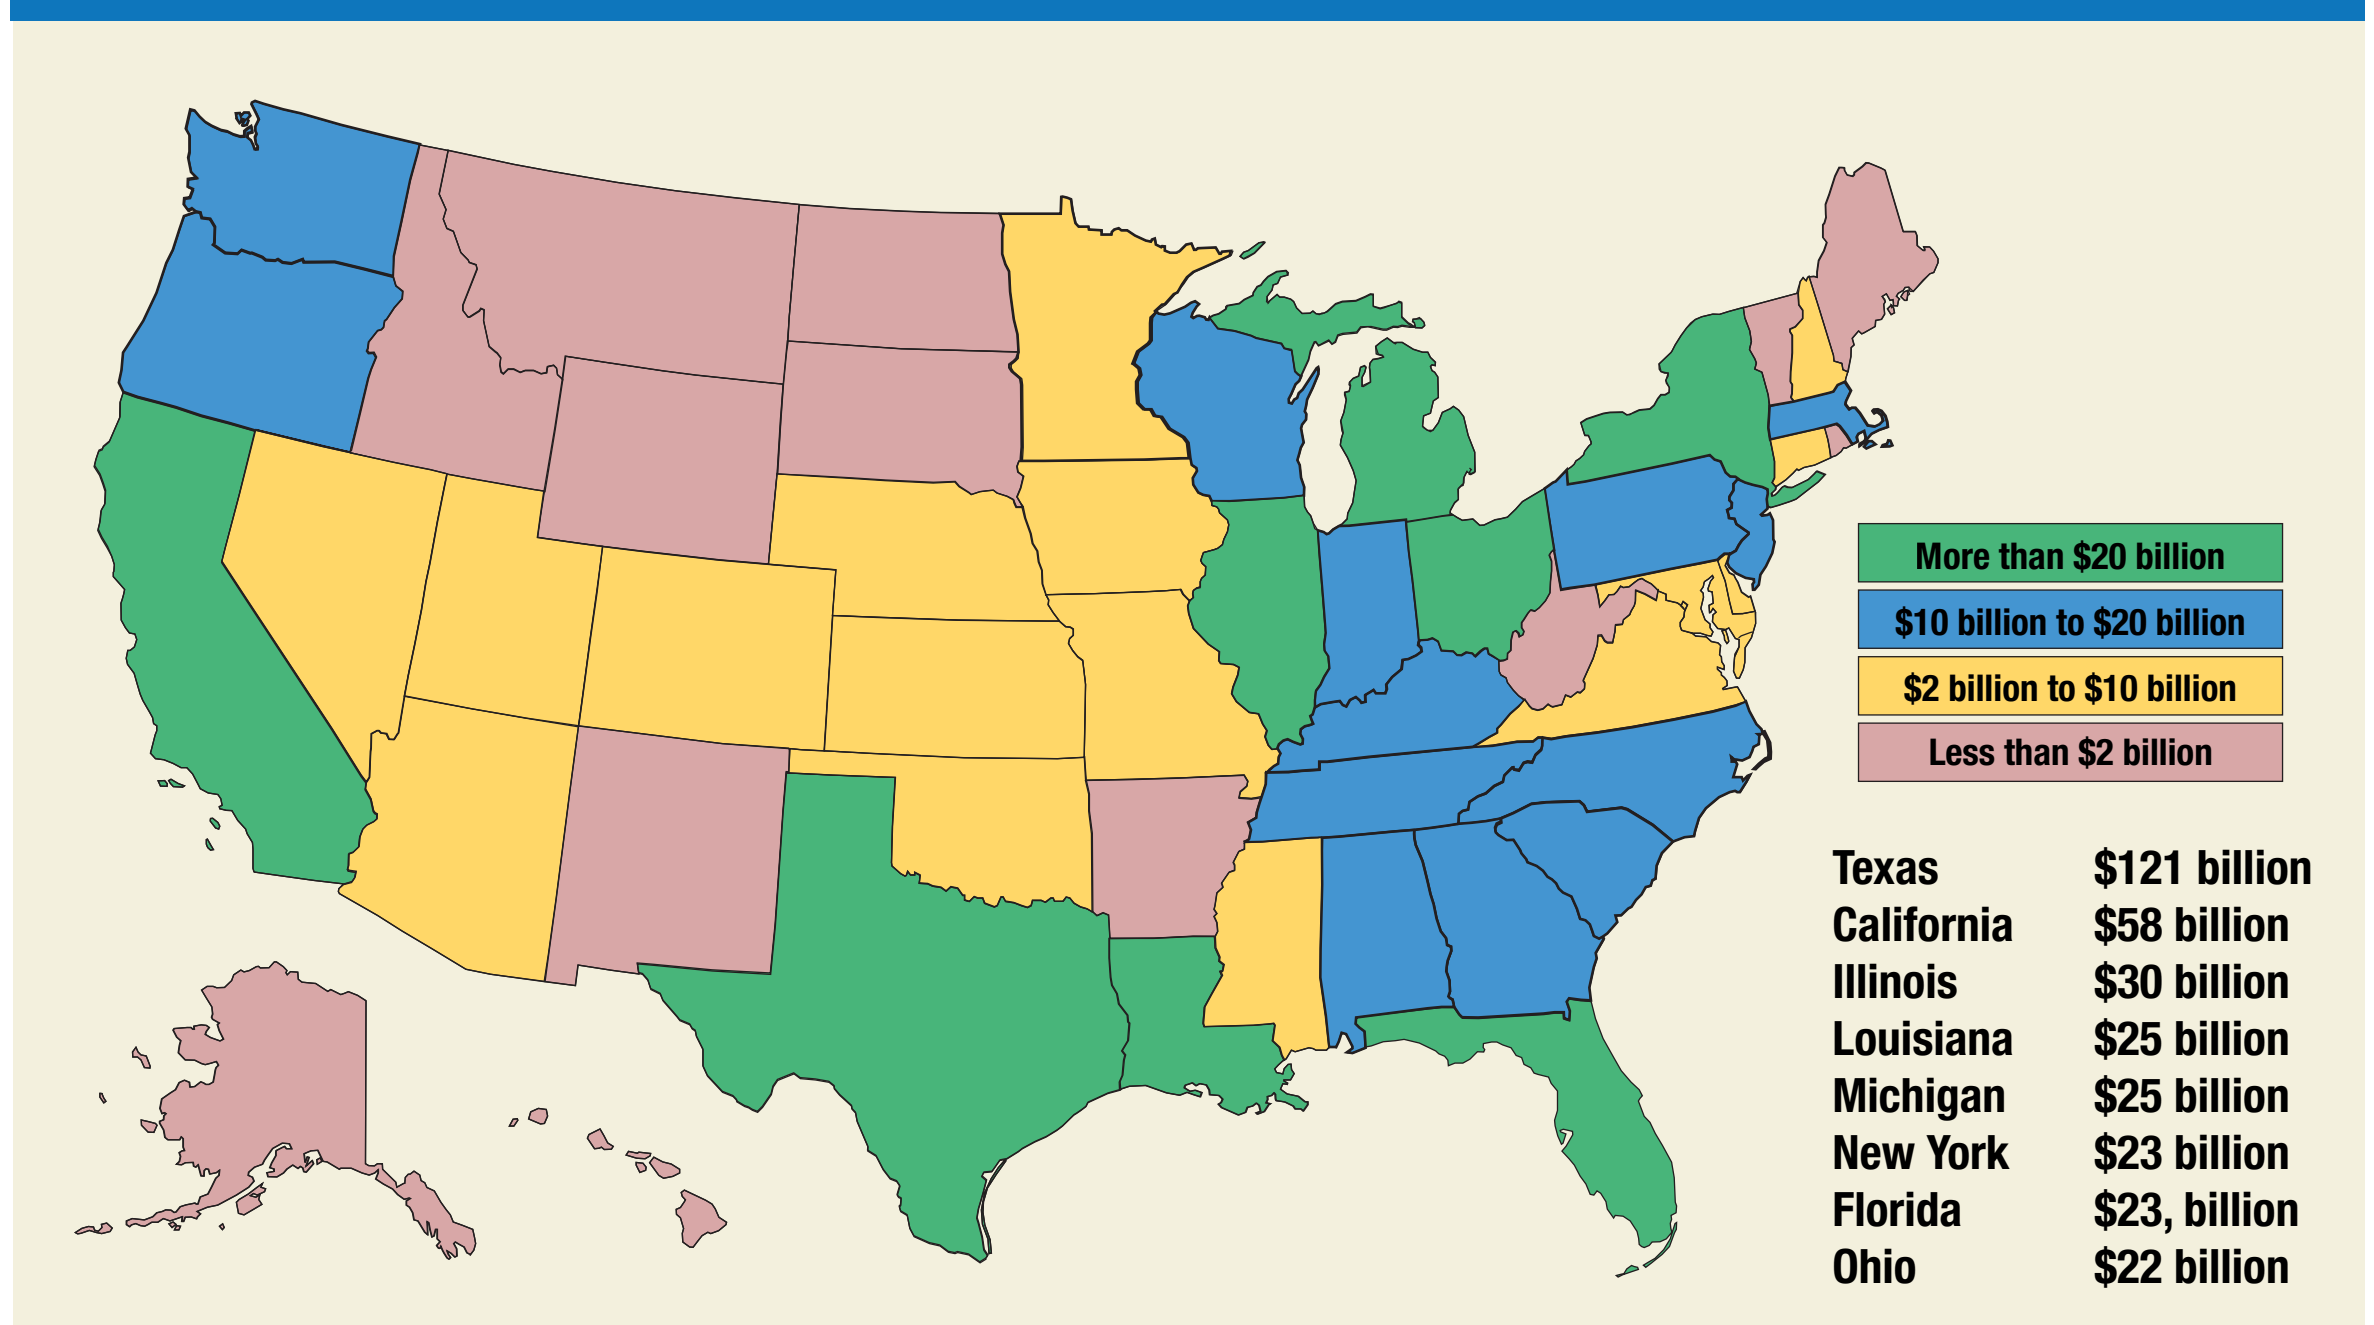 More than $20 billion
$10 billion to $20 billion
$2 billion to $10 billion
Less than $2 billion
Texas $121 billion
California $58 billion
Illinois $30 billion
Louisiana $25 billion
Michigan $25 billion
New York $23 billion
Florida $23, billion
Ohio $22 billion